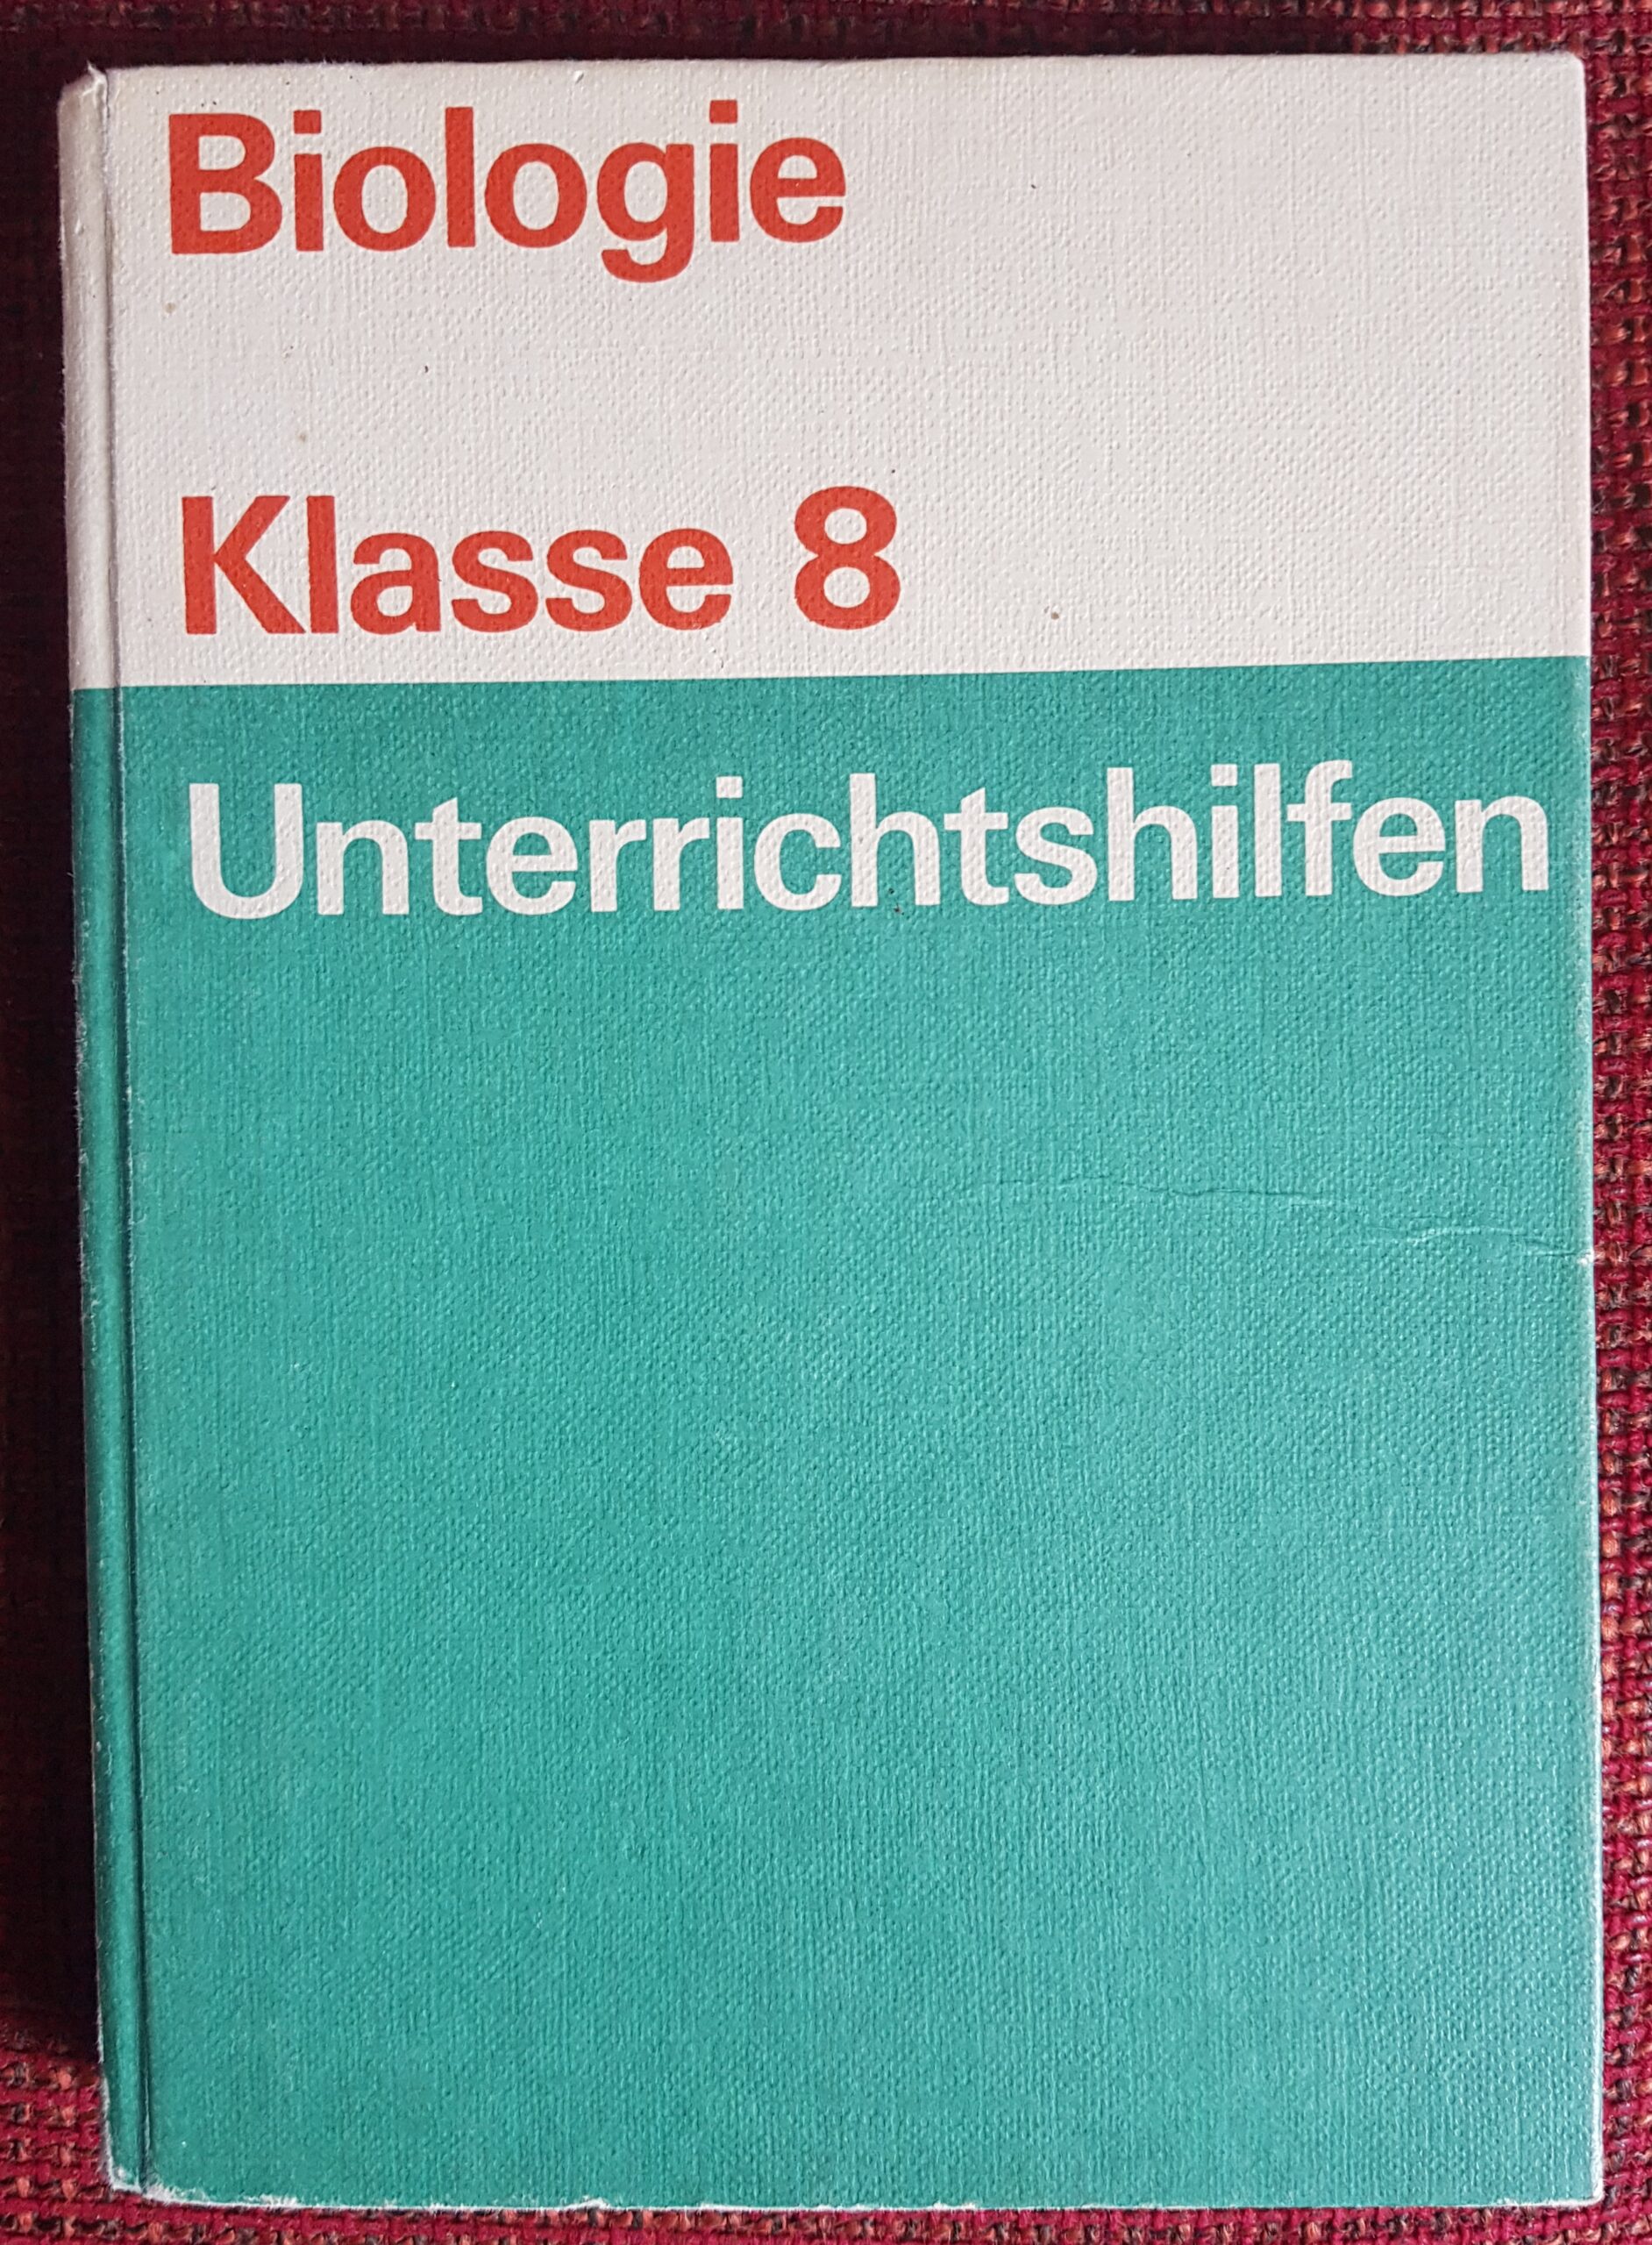 Biologie
Klasse 8
Unterrichtshilfen